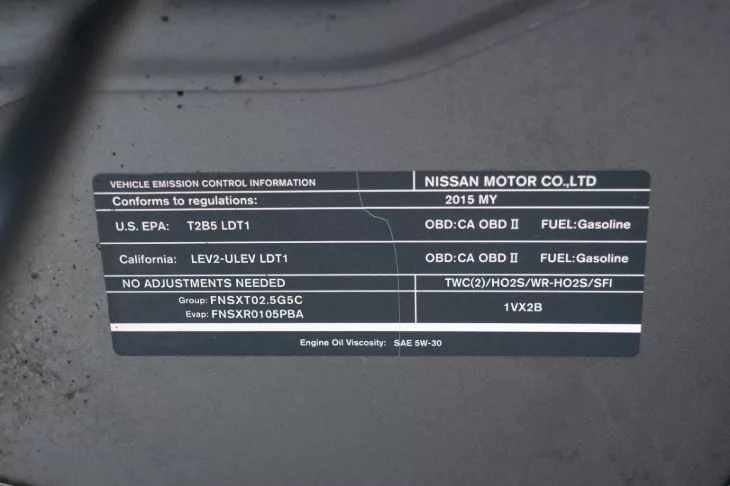 VEHICLE EMISSION CONTROL INFORMATION NISSAN MOTOR CO.,LTD
Conforms to regulations: 2015 MY
U.S. EPA: T2B5 LDT1 OBD:CA OBD II FUEL:Gasoline
California: LEV2-ULEV LDT1 OBD:CA OBD II FUEL:Gasoline
NO ADJUSTMENTS NEEDED TWC(2)/HO2S/WR-HO2S/SFI
Group: FNSXT02.5G5C
Evap: FNSXR0105PBA
1VX2B
Engine Oil Viscosity: SAE 5W-30